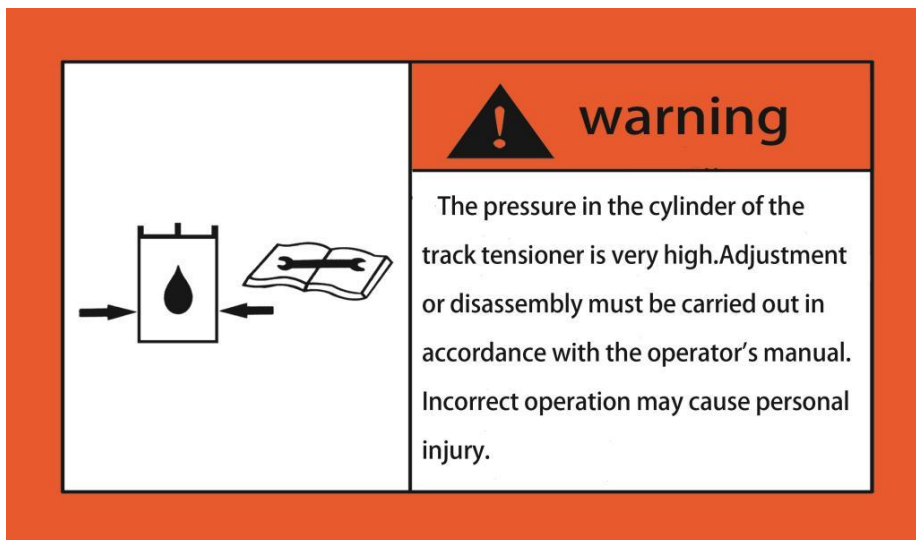 warning
The pressure in the cylinder of the
track tensioner is very high.Adjustment
or disassembly must be carried out in
accordance with the operator’s manual.
Incorrect operation may cause personal
injury.